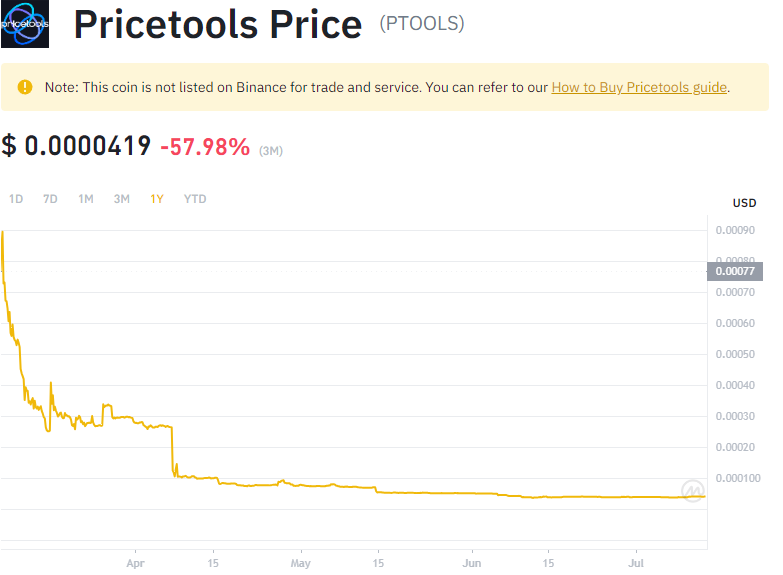 pricetools
Pricetools Price (PTOOLS)
Note: This coin is not listed on Binance for trade and service. You can refer to our How to Buy Pricetools guide.
$ 0.0000419 -57.98% (3M)
1D 7D 1M 3M 1Y YTD
USD
0.00090
0.00080
0.00077
0.00070
0.00060
0.00050
0.00040
0.00030
0.00020
0.000100
Apr 15 May 15 Jun 15 Jul